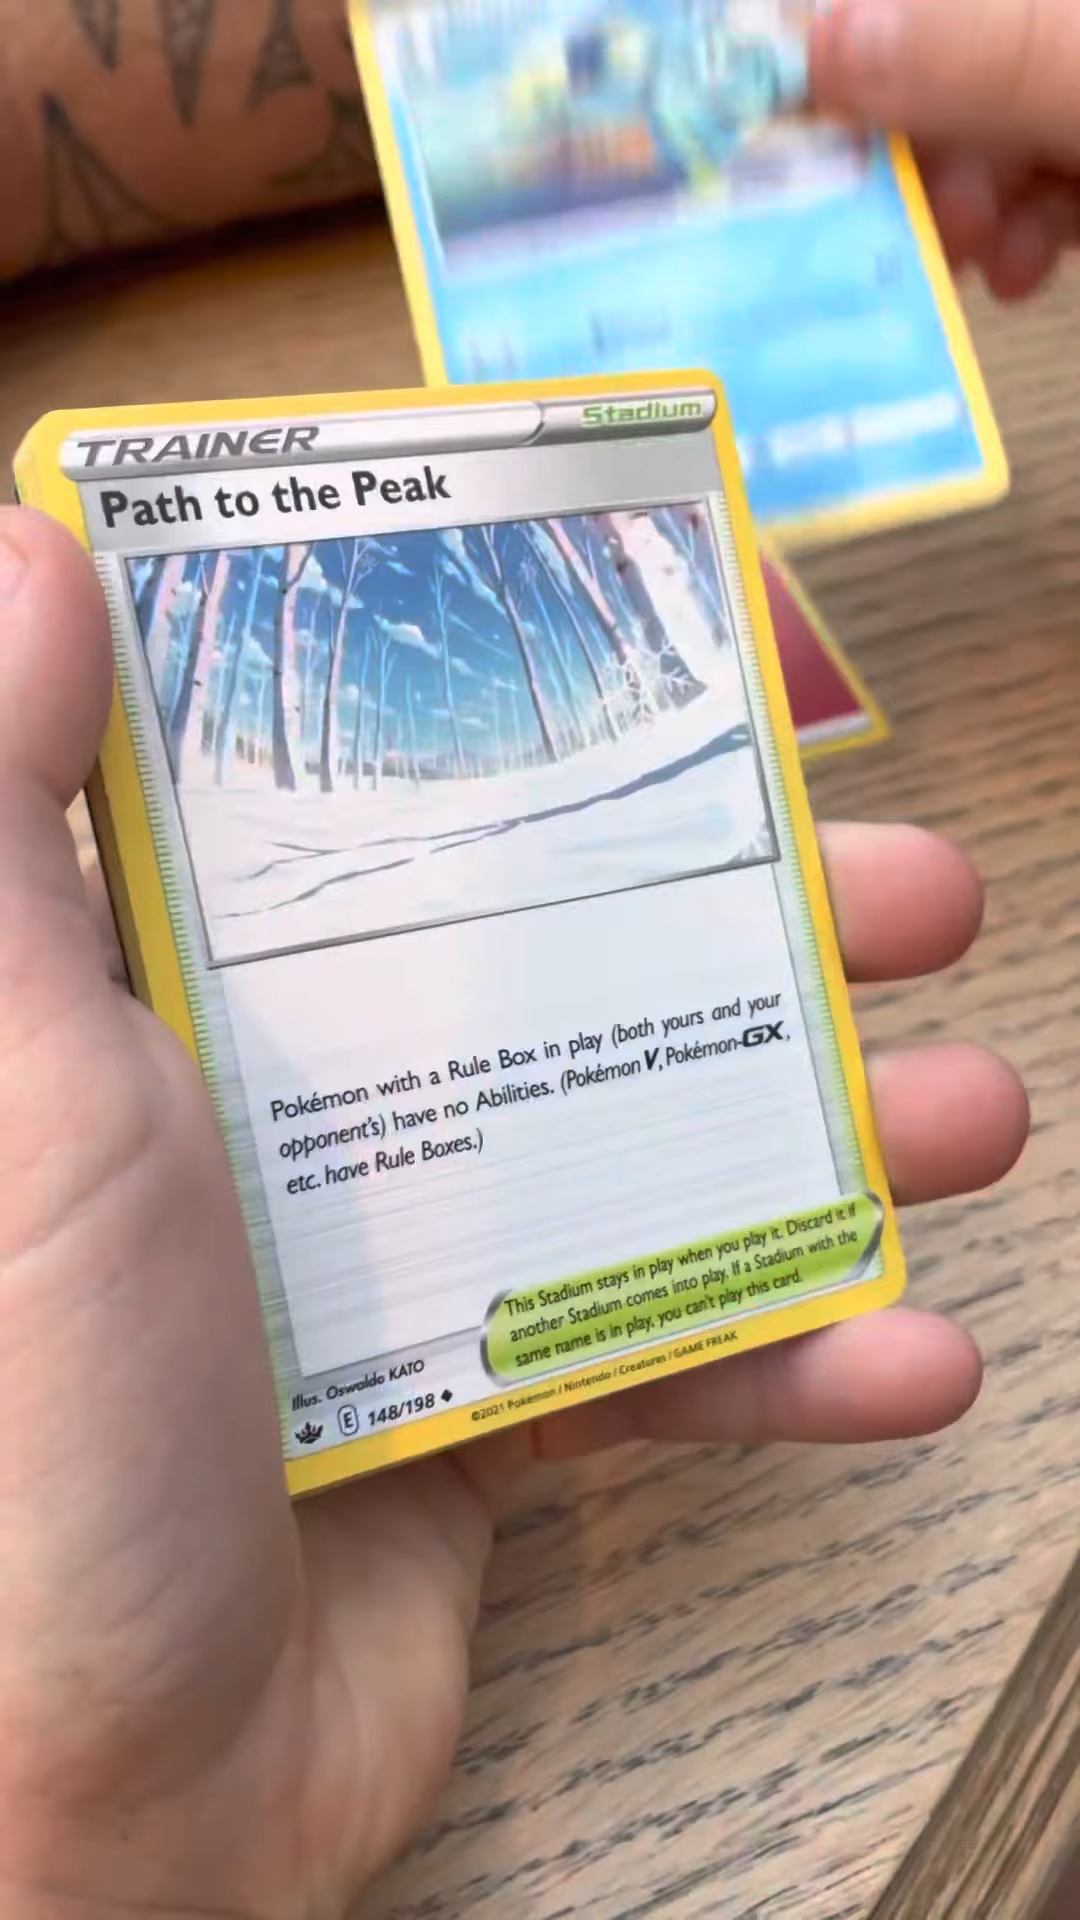 TRAINER
Stadium
Path to the Peak
Pokémon with a Rule Box in play (both yours and your
opponent's) have no Abilities. (Pokémon V, Pokémon-GX,
etc. have Rule Boxes.)
This Stadium stays in play when you play it. Discard it if
another Stadium comes into play. If a Stadium with the
same name is in play, you can't play this card.
Illus. Oswaldo KATO
E 148/198
©2021 Pokémon / Nintendo / Creatures / GAME FREAK